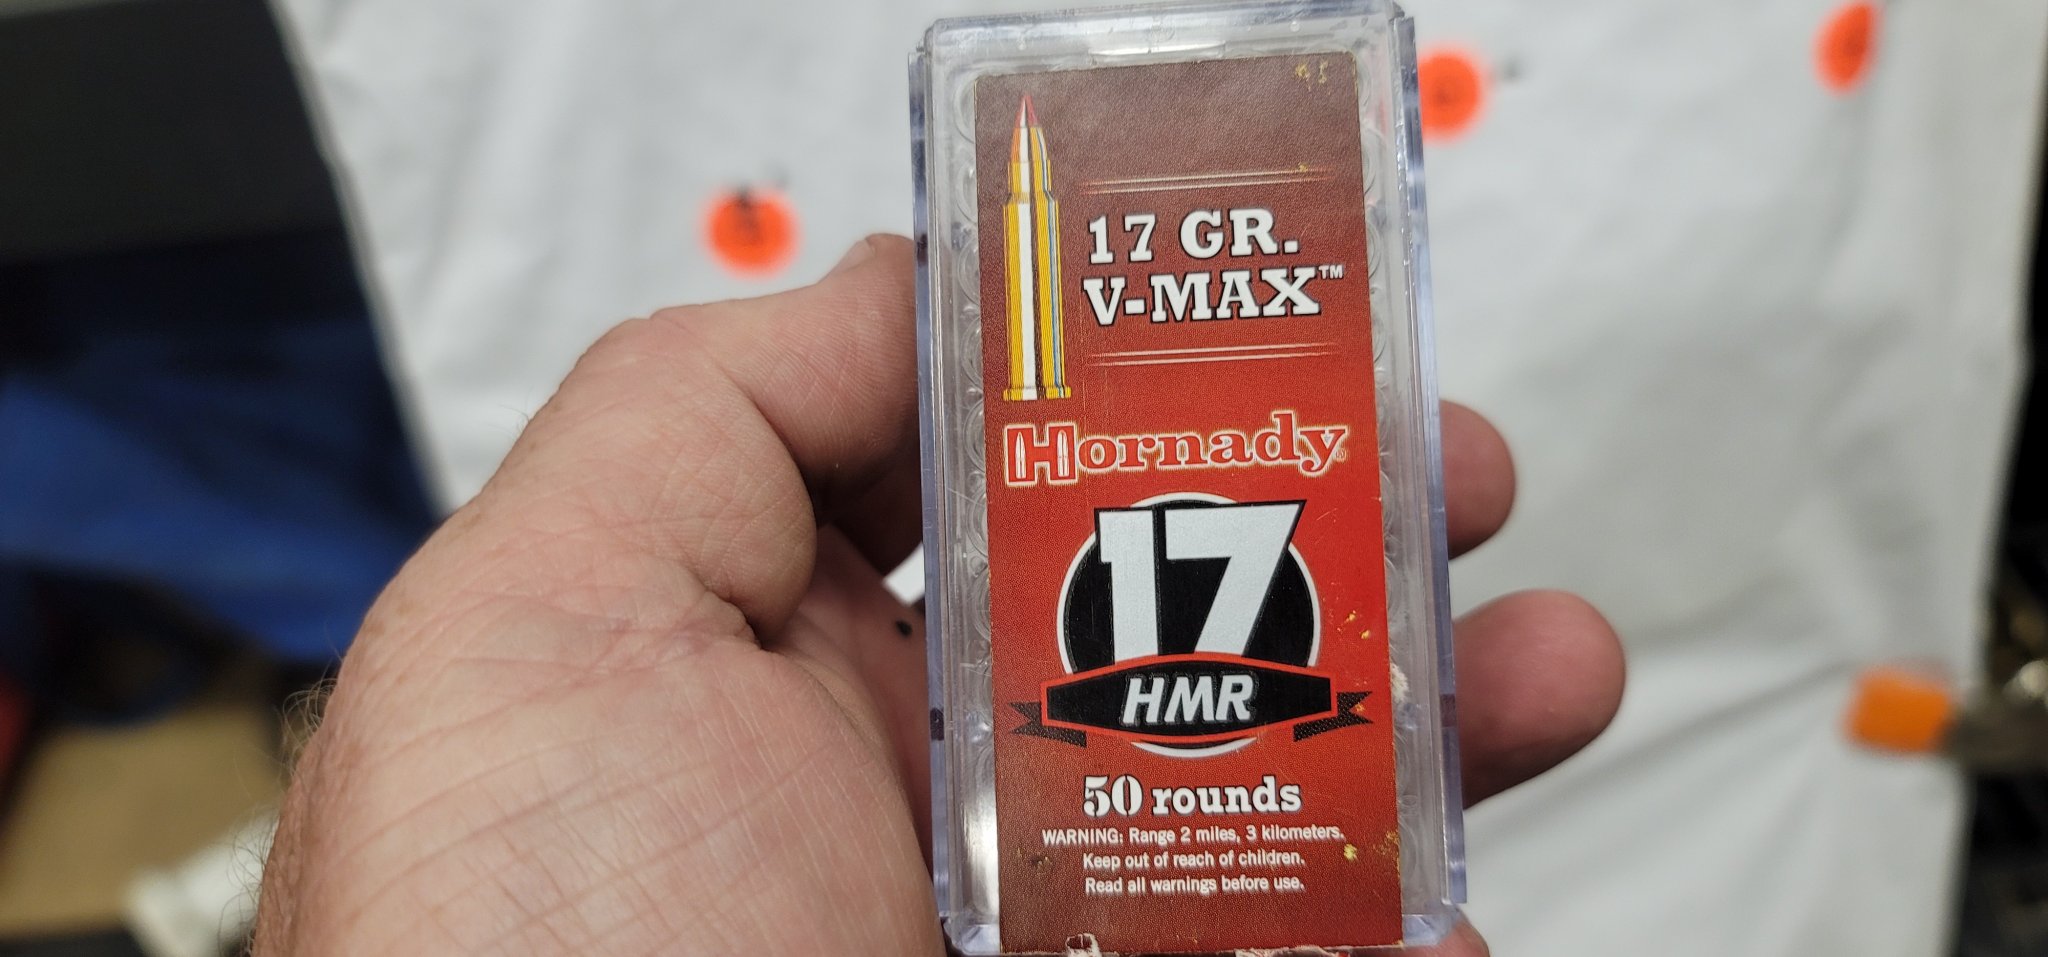 17 GR.
V-MAX™
Hornady®
17
HMR
50 rounds
WARNING: Range 2 miles, 3 kilometers.
Keep out of reach of children.
Read all warnings before use.